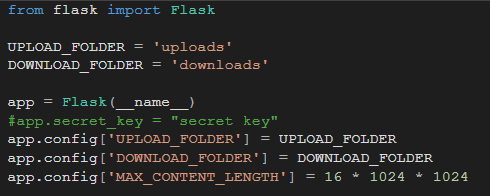 from flask import Flask
UPLOAD_FOLDER = 'uploads'
DOWNLOAD_FOLDER = 'downloads'
app = Flask(__name__)
#app.secret_key = "secret key"
app.config['UPLOAD_FOLDER'] = UPLOAD_FOLDER
app.config['DOWNLOAD_FOLDER'] = DOWNLOAD_FOLDER
app.config['MAX_CONTENT_LENGTH'] = 16 * 1024 * 1024